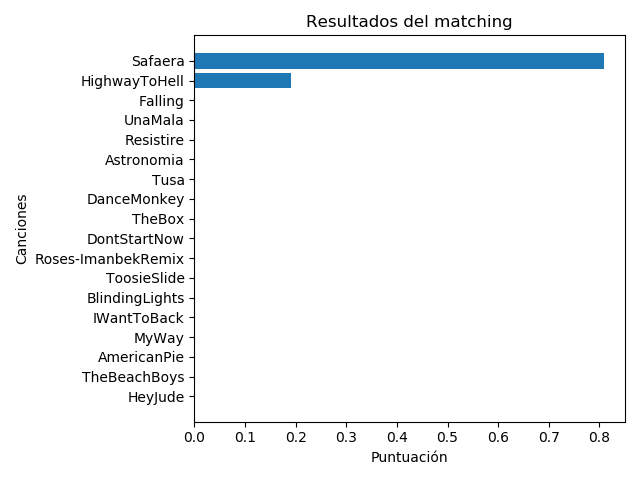 Resultados del matching
Safaera
HighwayToHell
Falling
UnaMala
Resistire
Astronomia
Tusa
DanceMonkey
TheBox
DontStartNow
Roses-ImanbekRemix
ToosieSlide
BlindingLights
IWantToBack
MyWay
AmericanPie
TheBeachBoys
HeyJude
Canciones
0.0 0.1 0.2 0.3 0.4 0.5 0.6 0.7 0.8
Puntuación